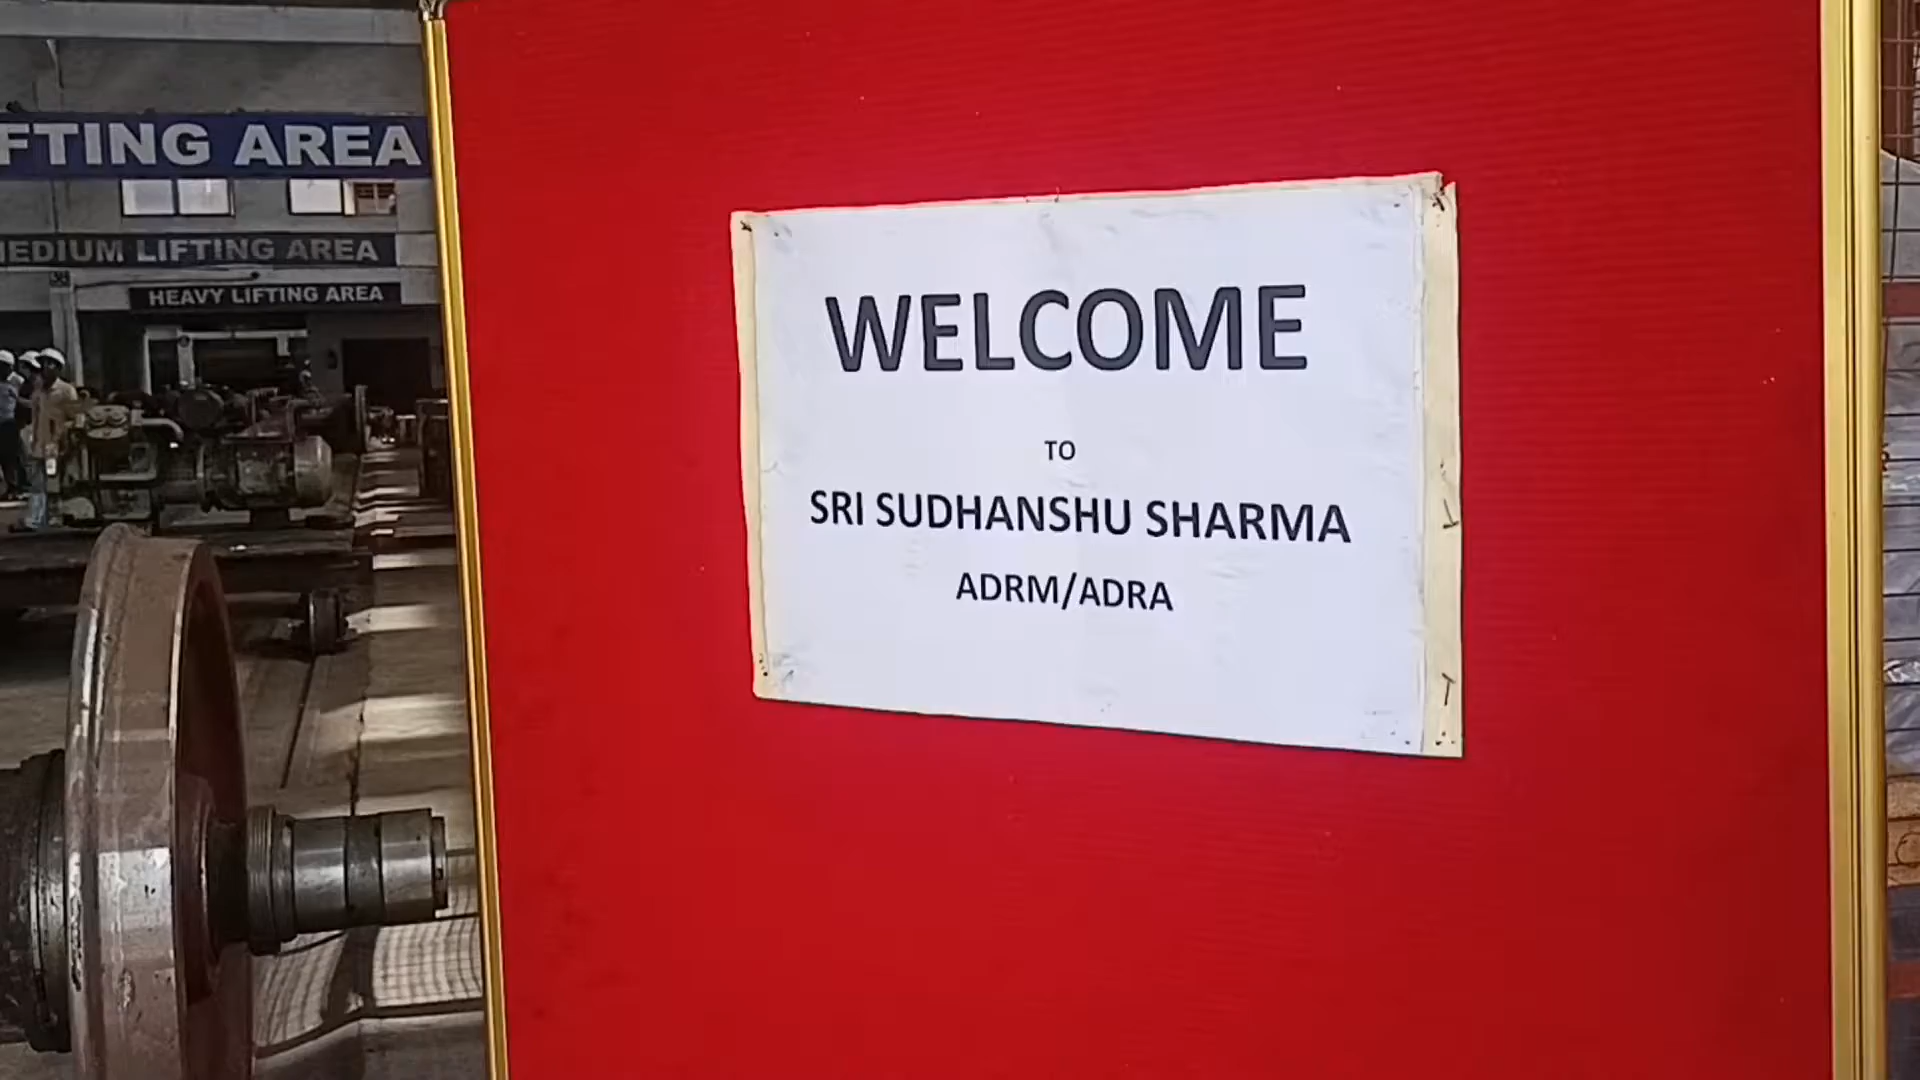 FTING AREA
MEDIUM LIFTING AREA
HEAVY LIFTING AREA
WELCOME
TO
SRI SUDHANSHU SHARMA
ADRM/ADRA